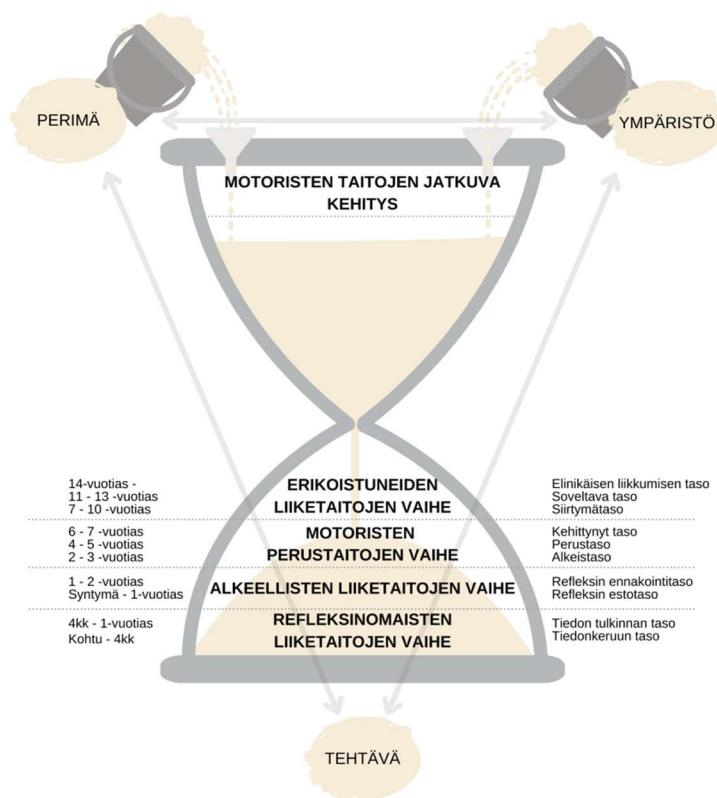 PERIMÄ
YMPÄRISTÖ
MOTORISTEN TAITOJEN JATKUVA
KEHITYS
14-vuotias -
11 - 13 -vuotias
7 - 10 -vuotias
ERIKOISTUNEIDEN
LIIKETAITOJEN VAIHE
Elinikäisen liikkumisen taso
Soveltava taso
Siirtymätaso
6 - 7 -vuotias
4 - 5 -vuotias
2 - 3 -vuotias
MOTORISTEN
PERUSTAITOJEN VAIHE
Kehittynyt taso
Perustaso
Alkeistaso
1 - 2 -vuotias
Syntymä - 1-vuotias
ALKEELLISTEN LIIKETAITOJEN VAIHE
Refleksin ennakointitaso
Refleksin estotaso
4kk - 1-vuotias
Kohtu - 4kk
REFLEKSINOMAISTEN
LIIKETAITOJEN VAIHE
Tiedon tulkinnan taso
Tiedonkeruun taso
TEHTÄVÄ